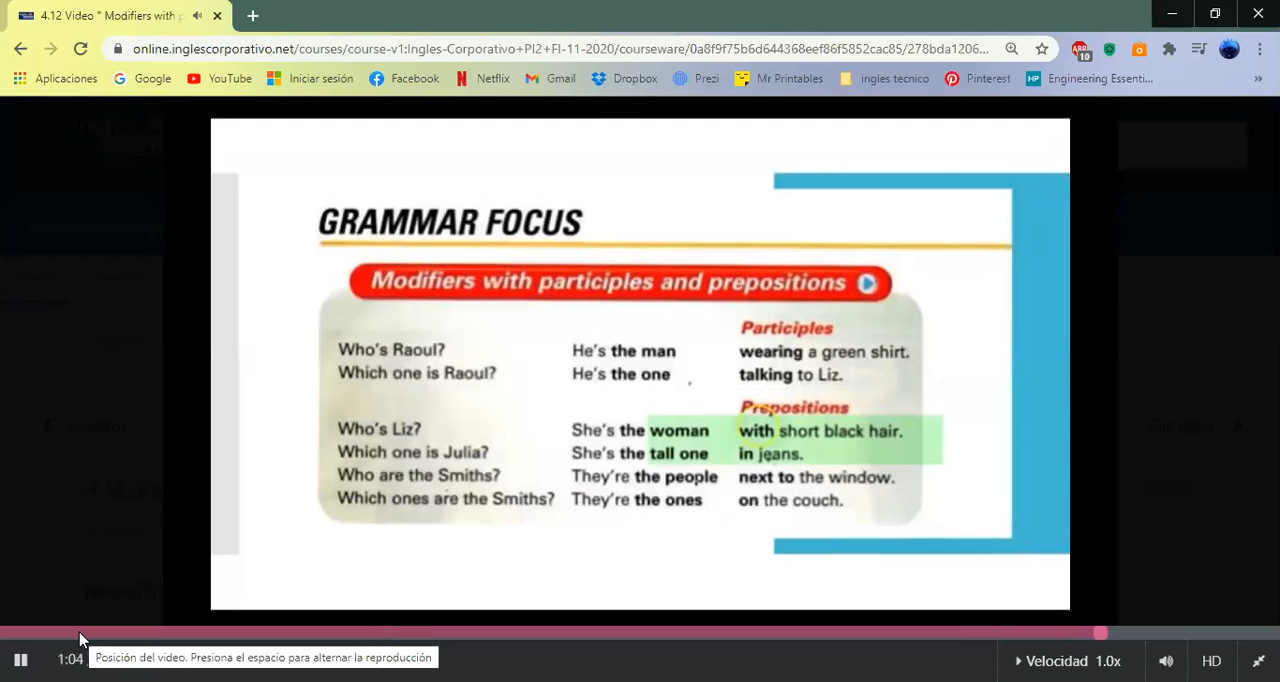 4.12 Video " Modifiers with p
online.inglescorporativo.net/courses/course-v1:Ingles-Corporativo+PI2+FI-11-2020/courseware/0a8f9f75b6d644368eef86f5852cac85/278bda1206...
10
Aplicaciones Google YouTube Iniciar sesión Facebook Netflix Gmail Dropbox Prezi Mr Printables ingles tecnico Pinterest HP Engineering Essenti... »
GRAMMAR FOCUS
Modifiers with participles and prepositions
Participles
Who's Raoul? He's the man wearing a green shirt.
Which one is Raoul? He's the one talking to Liz.
Prepositions
Who's Liz? She's the woman with short black hair.
Which one is Julia? She's the tall one in jeans.
Who are the Smiths? They're the people next to the window.
Which ones are the Smiths? They're the ones on the couch.
1:04 Posición del video. Presiona el espacio para alternar la reproducción Velocidad 1.0x HD